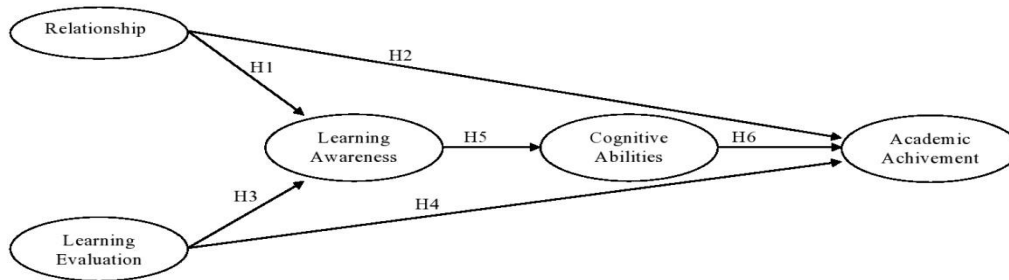 Relationship
H2
H1
Learning
Awareness
H5
Cognitive
Abilities
H6
Academic
Achivement
H3
H4
Learning
Evaluation